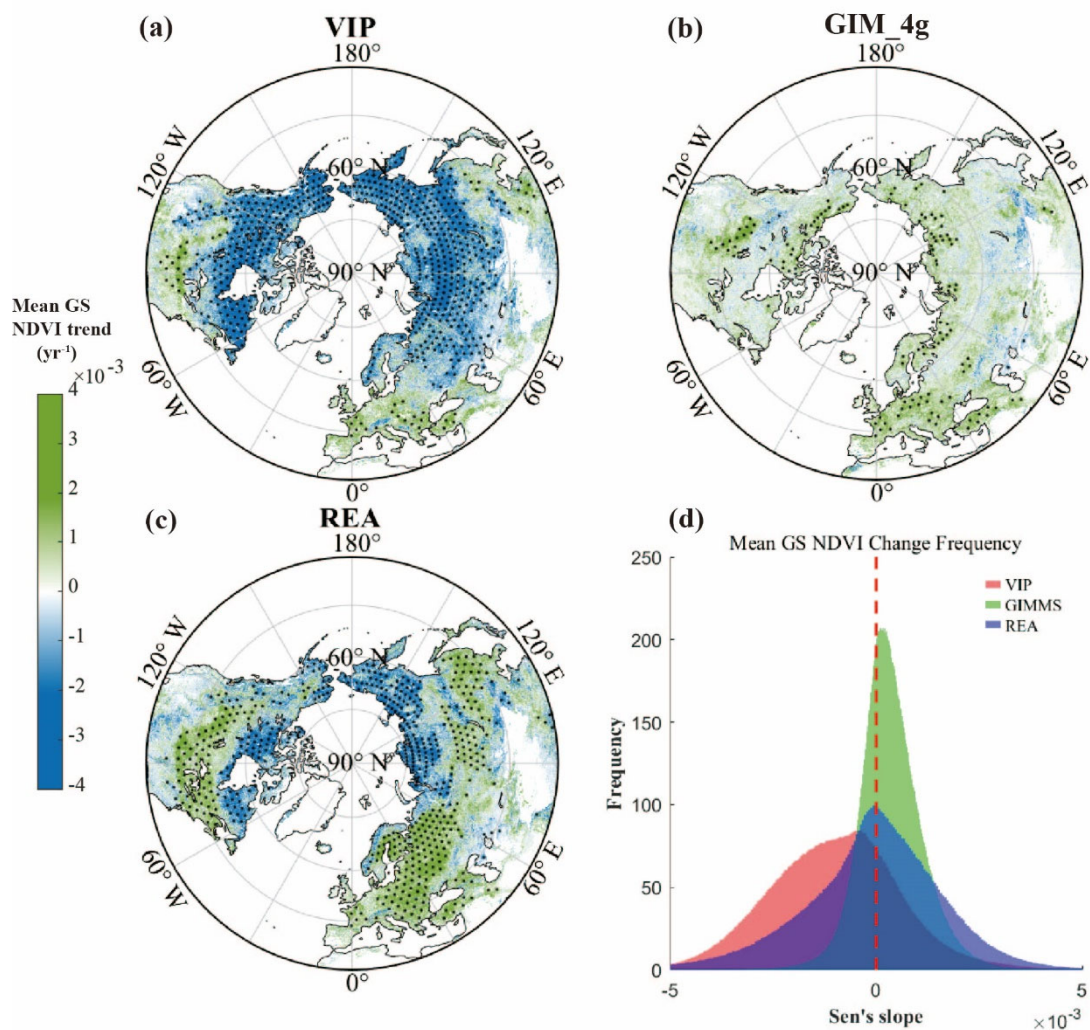 (a)
VIP
180°
120° W
120° E
60° N
90° N
60° W
60° E
0°
(b)
GIM_4g
180°
120° W
120° E
60° N
90° N
60° W
60° E
0°
Mean GS
NDVI trend
(yr⁻¹)
×10⁻³
4
3
2
1
0
-1
-2
-3
-4
(c)
REA
180°
120° W
120° E
60° N
90° N
60° W
60° E
0°
(d)
Mean GS NDVI Change Frequency
250
200
150
100
50
0
Frequency
VIP
GIMMS
REA
-5
0
5
×10⁻³
Sen's slope